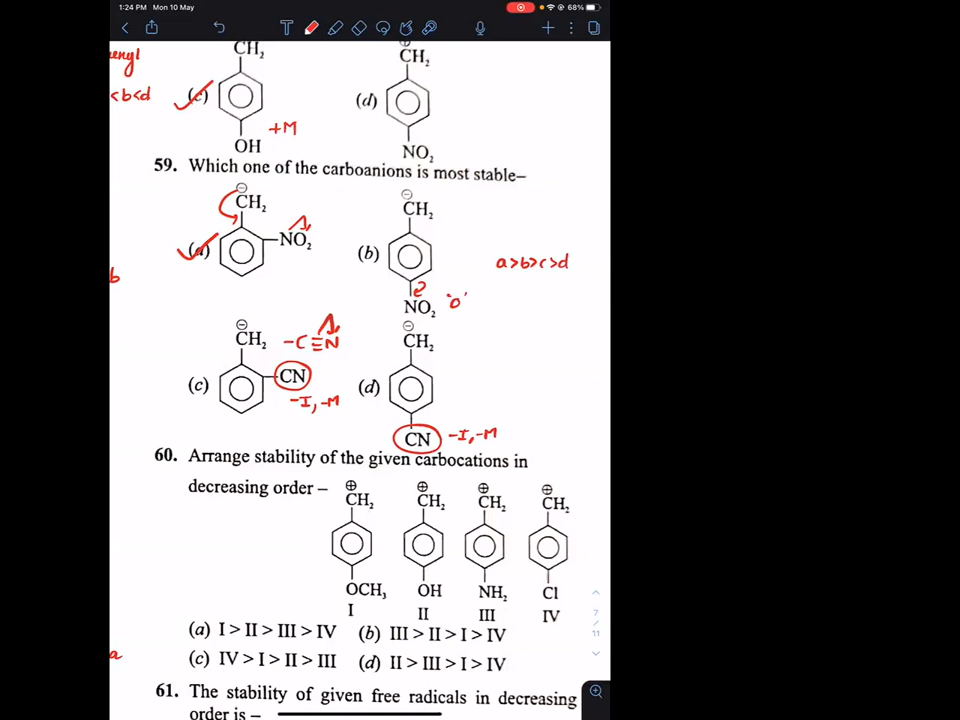 1:24 PM Mon 10 May
68%
enyl
CH2
<b<d
(c)
+M
OH
⊕
CH2
(d)
NO2
59. Which one of the carboanions is most stable–
⊖
CH2
(a)
NO2
⊖
CH2
(b)
NO2 'o'
a>b>c>d
b
⊖
CH2
–C≡N
(c)
CN
-I, -M
⊖
CH2
(d)
CN
-I, -M
60. Arrange stability of the given carbocations in
decreasing order –
⊕ ⊕ ⊕ ⊕
CH2 CH2 CH2 CH2
OCH3 OH NH2 Cl
I II III IV
(a) I > II > III > IV (b) III > II > I > IV
(c) IV > I > II > III (d) II > III > I > IV
a
61. The stability of given free radicals in decreasing
order is –
7
/
11